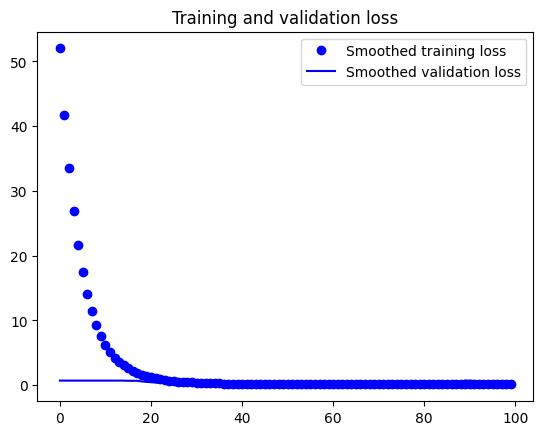 Training and validation loss
Smoothed training loss
Smoothed validation loss
50
40
30
20
10
0
0 20 40 60 80 100